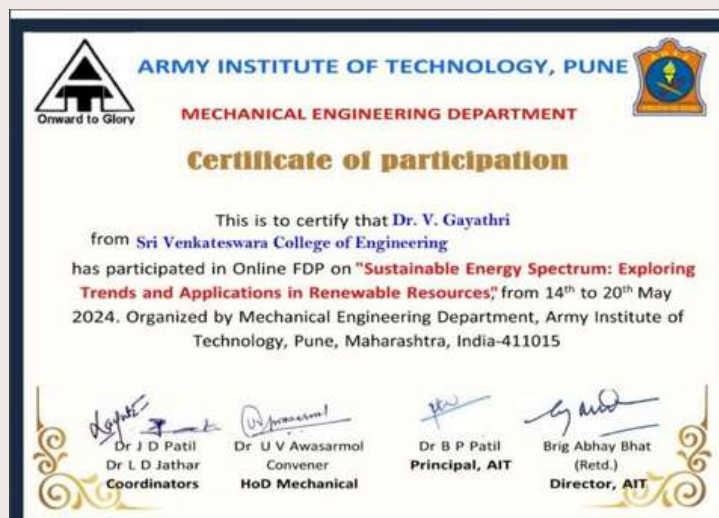 ARMY INSTITUTE OF TECHNOLOGY, PUNE
Onward to Glory
MECHANICAL ENGINEERING DEPARTMENT
Certificate of participation
This is to certify that Dr. V. Gayathri
from Sri Venkateswara College of Engineering
has participated in Online FDP on "Sustainable Energy Spectrum: Exploring
Trends and Applications in Renewable Resources," from 14th to 20th May
2024. Organized by Mechanical Engineering Department, Army Institute of
Technology, Pune, Maharashtra, India-411015
Dr J D Patil
Dr L D Jathar
Coordinators
Dr U V Awasarmol
Convener
HoD Mechanical
Dr B P Patil
Principal, AIT
Brig Abhay Bhat
(Retd.)
Director, AIT